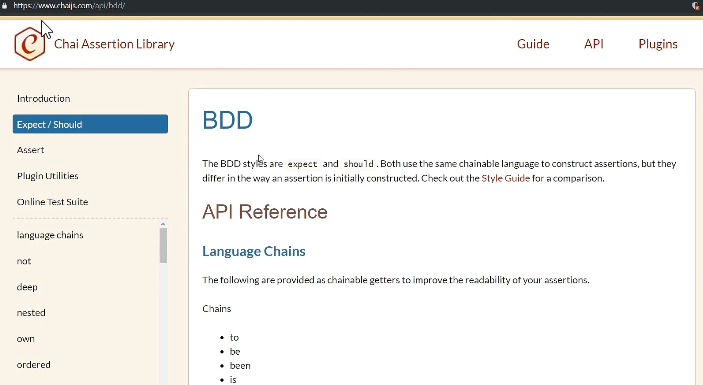 https://www.chaijs.com/api/bdd/
Chai Assertion Library
Guide API Plugins
Introduction
Expect / Should
Assert
Plugin Utilities
Online Test Suite
language chains
not
deep
nested
own
ordered
BDD
The BDD styles are expect and should. Both use the same chainable language to construct assertions, but they
differ in the way an assertion is initially constructed. Check out the Style Guide for a comparison.
API Reference
Language Chains
The following are provided as chainable getters to improve the readability of your assertions.
Chains
to
be
been
is